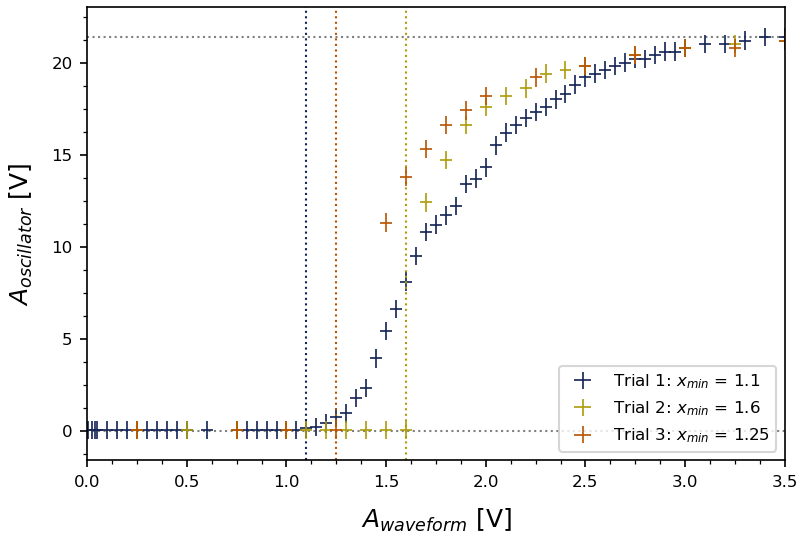 20
15
10
5
0
A_oscillator [V]
0.0 0.5 1.0 1.5 2.0 2.5 3.0 3.5
A_waveform [V]
Trial 1: x_min = 1.1
Trial 2: x_min = 1.6
Trial 3: x_min = 1.25